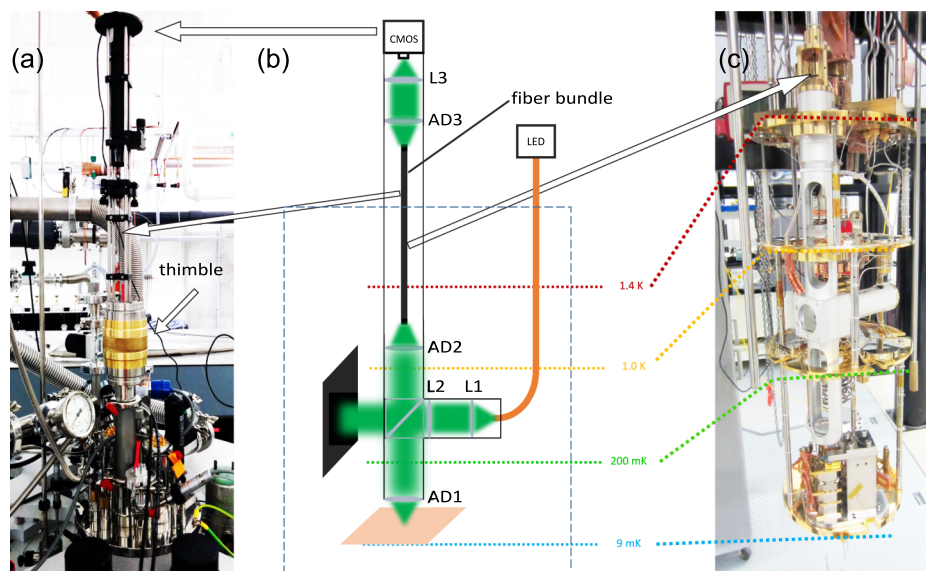 (a)
(b)
(c)
CMOS
L3
fiber bundle
AD3
LED
thimble
1.4 K
AD2
1.0 K
L2
L1
200 mK
AD1
9 mK